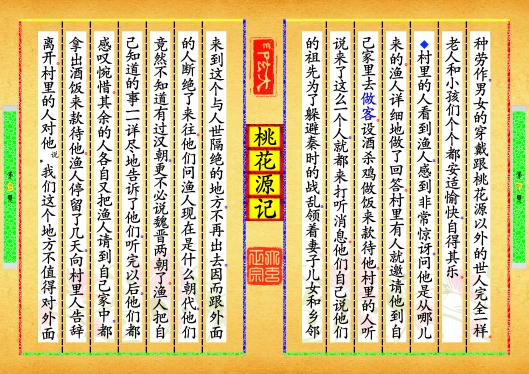 种劳作男女的穿戴跟桃花源以外的世人完全一样
老人和小孩们个个都安适愉快自得其乐
◆村里的人看到渔人感到非常惊讶问他是从哪儿
来的渔人详细地做了回答村里有人就邀请他到自
己家里去做客设酒杀鸡做饭来款待他村里的人听
说来了这么一个人就都来打听消息他们自己说他们
的祖先为了躲避秦时的战乱领着妻子儿女和乡邻
桃花源记
来到这个与人世隔绝的地方不再出去因而跟外面
的人断绝了来往他们问渔人现在是什么朝代他们
竟然不知道有过汉朝更不必说魏晋两朝了渔人把自
己知道的事一一详尽地告诉了他们听完以后他们都
感叹惋惜其余的人各自又把渔人请到自己家中都
拿出酒饭来款待他渔人停留了几天向村里人告辞
离开村里的人对他说我们这个地方不值得对外面